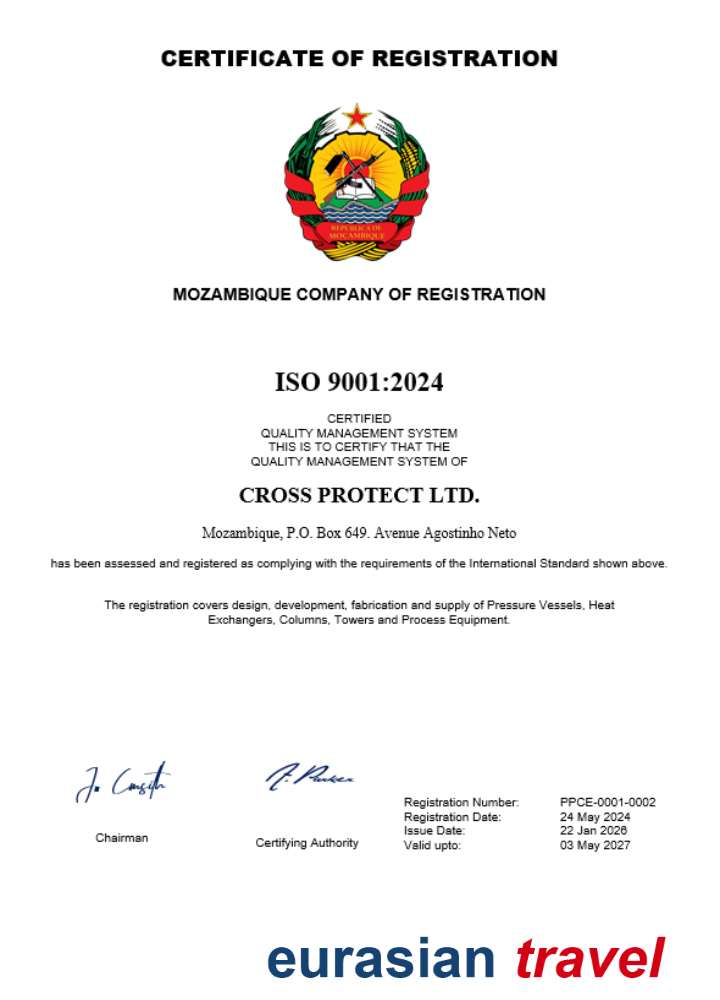 CERTIFICATE OF REGISTRATION
REPUBLICA DE
MOÇAMBIQUE
MOZAMBIQUE COMPANY OF REGISTRATION
ISO 9001:2024
CERTIFIED
QUALITY MANAGEMENT SYSTEM
THIS IS TO CERTIFY THAT THE
QUALITY MANAGEMENT SYSTEM OF
CROSS PROTECT LTD.
Mozambique, P.O. Box 649. Avenue Agostinho Neto
has been assessed and registered as complying with the requirements of the International Standard shown above.
The registration covers design, development, fabrication and supply of Pressure Vessels, Heat
Exchangers, Columns, Towers and Process Equipment.
Chairman
Certifying Authority
Registration Number: PPCE-0001-0002
Registration Date: 24 May 2024
Issue Date: 22 Jan 2026
Valid upto: 03 May 2027
eurasian travel